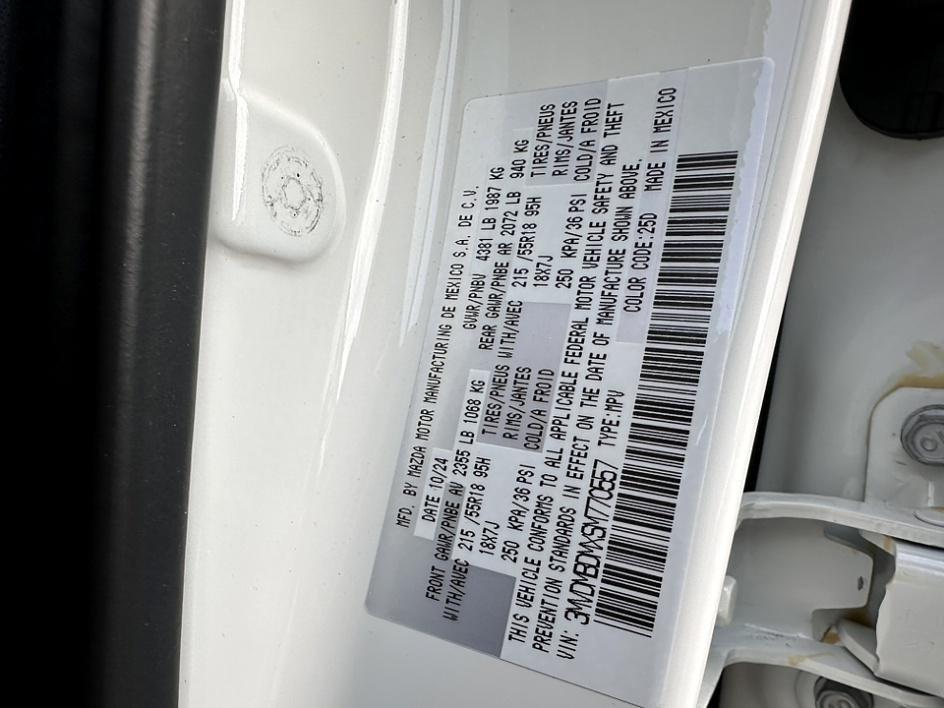 MFD. BY MAZDA MOTOR MANUFACTURING DE MEXICO S.A. DE C.V.
DATE 10/24 GVWR/PNBV 4381 LB 1987 KG
FRONT GAWR/PNBE AV 2355 LB 1068 KG REAR GAWR/PNBE AR 2072 LB 940 KG
WITH/AVEC 215 /55R18 95H TIRES/PNEUS WITH/AVEC 215 /55R18 95H TIRES/PNEUS
18X7J RIMS/JANTES 18X7J RIMS/JANTES
250 KPA/36 PSI COLD/A FROID 250 KPA/36 PSI COLD/A FROID
THIS VEHICLE CONFORMS TO ALL APPLICABLE FEDERAL MOTOR VEHICLE SAFETY AND THEFT
PREVENTION STANDARDS IN EFFECT ON THE DATE OF MANUFACTURE SHOWN ABOVE.
VIN: TYPE:MPV COLOR CODE:25D MADE IN MEXICO